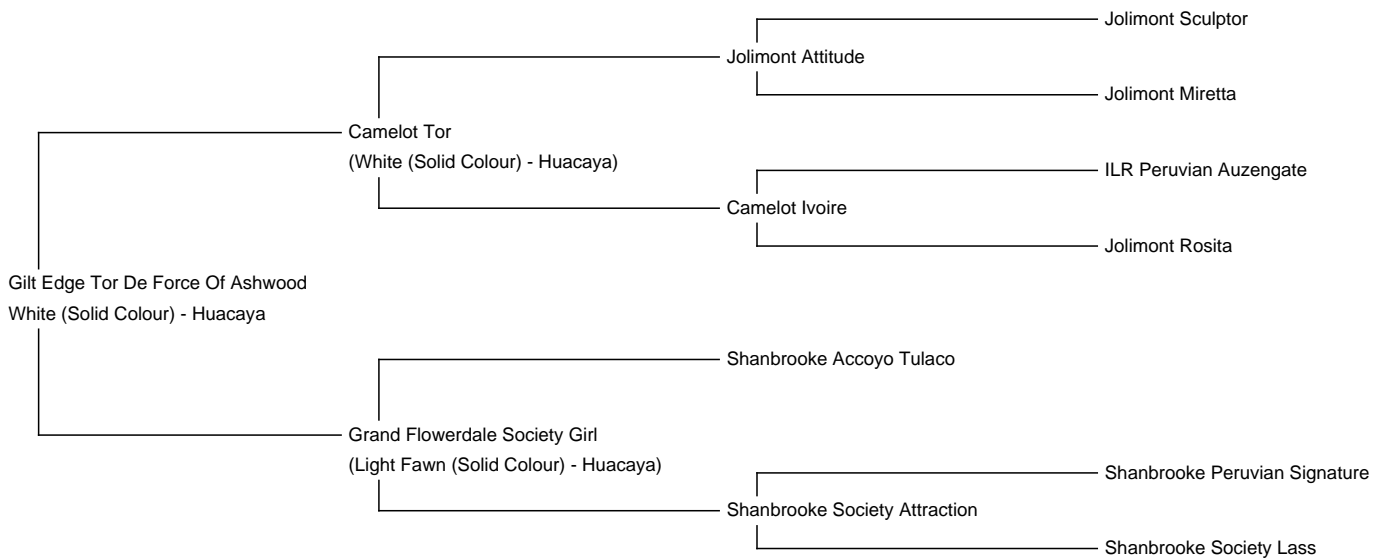 Jolimont Sculptor
Jolimont Attitude
Jolimont Miretta
Camelot Tor
(White (Solid Colour) - Huacaya)
ILR Peruvian Auzengate
Camelot Ivoire
Jolimont Rosita
Gilt Edge Tor De Force Of Ashwood
White (Solid Colour) - Huacaya
Shanbrooke Accoyo Tulaco
Grand Flowerdale Society Girl
(Light Fawn (Solid Colour) - Huacaya)
Shanbrooke Peruvian Signature
Shanbrooke Society Attraction
Shanbrooke Society Lass